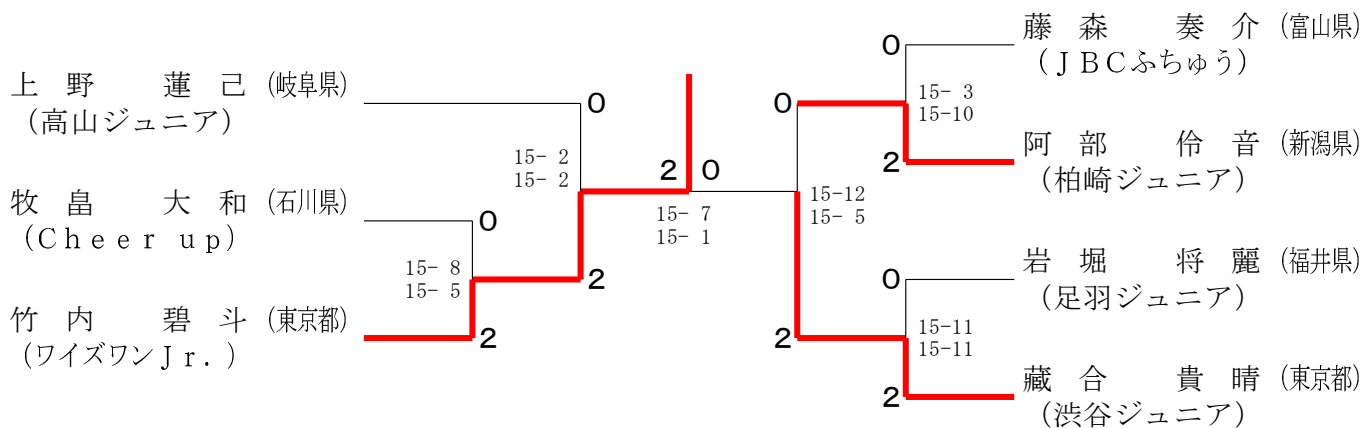 上野 蓮己 (岐阜県)
(高山ジュニア)
牧畠 大和 (石川県)
(Cheer up)
竹内 碧斗 (東京都)
(ワイズワンJr.)
0
15- 2
15- 2
0
15- 8
15- 5
2
2
2 0
15- 7
15- 1
0
15- 3
15-10
2
0
15-12
15- 5
2
0
15-11
15-11
2
藤森 奏介 (富山県)
(JBCふちゅう)
阿部 伶音 (新潟県)
(柏崎ジュニア)
岩堀 将麗 (福井県)
(足羽ジュニア)
藏合 貴晴 (東京都)
(渋谷ジュニア)